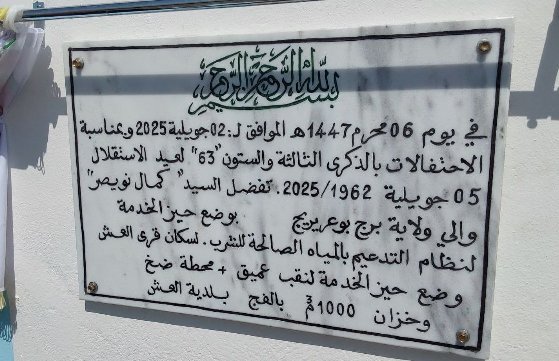 بسم الله الرحمن الرحيم
في يوم 06 محرم 1447هـ الموافق لـ: 02 جويلية 2025 وبمناسبة
الاحتفالات بالذكرى الثالثة والستون "63" لعيد الاستقلال
05 جويلية 2025/1962. تفضل السيد "كمال نويصر"
والي ولاية برج بوعريريج بوضع حيز الخدمة
لنظام التدعيم بالمياه الصالحة للشرب. لسكان قرى العش
وضع حيز الخدمة لنقب عميق + محطة ضخ
وخزان 1000م3 بالفج بلدية العش